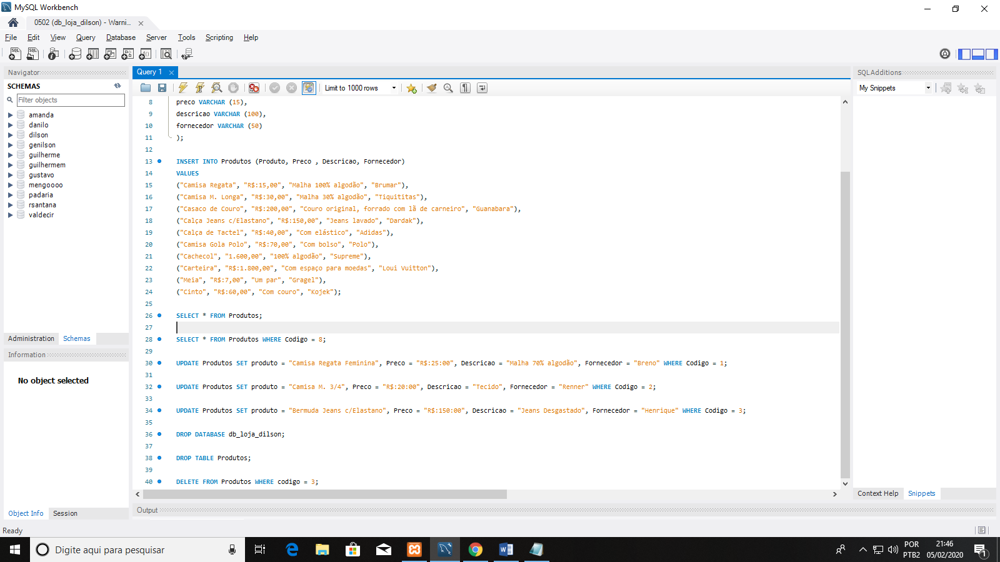 MySQL Workbench
0502 (db_loja_dilson) - Warni...
File Edit View Query Database Server Tools Scripting Help
Navigator
SCHEMAS
Filter objects
amanda
danilo
dilson
genilson
guilherme
guilhermem
gustavo
mengoooo
padaria
rsantana
valdecir
Administration Schemas
Information
No object selected
Object Info Session
Query 1
Limit to 1000 rows
8 preco VARCHAR (15),
9 descricao VARCHAR (100),
10 fornecedor VARCHAR (50)
11 );
12
13 INSERT INTO Produtos (Produto, Preco , Descricao, Fornecedor)
14 VALUES
15 ("Camisa Regata", "R$:15,00", "Malha 100% algodão", "Brumar"),
16 ("Camisa M. Longa", "R$:30,00", "Malha 30% algodão", "Tiquititas"),
17 ("Casaco de Couro", "R$:200,00", "Couro original, forrado com lã de carneiro", "Guanabara"),
18 ("Calça Jeans c/Elastano", "R$:150,00", "Jeans lavado", "Dardak"),
19 ("Calça de Tactel", "R$:40,00", "Com elástico", "Adidas"),
20 ("Camisa Gola Polo", "R$:70,00", "Com bolso", "Polo"),
21 ("Cachecol", "1.600,00", "100% algodão", "Supreme"),
22 ("Carteira", "R$:1.800,00", "Com espaço para moedas", "Loui Vuitton"),
23 ("Meia", "R$:7,00", "Um par", "Gragel"),
24 ("Cinto", "R$:60,00", "Com couro", "Kojek");
25
26 SELECT * FROM Produtos;
27
28 SELECT * FROM Produtos WHERE Codigo = 8;
29
30 UPDATE Produtos SET produto = "Camisa Regata Feminina", Preco = "R$:25:00", Descricao = "Malha 70% algodão", Fornecedor = "Breno" WHERE Codigo = 1;
31
32 UPDATE Produtos SET produto = "Camisa M. 3/4", Preco = "R$:20:00", Descricao = "Tecido", Fornecedor = "Renner" WHERE Codigo = 2;
33
34 UPDATE Produtos SET produto = "Bermuda Jeans c/Elastano", Preco = "R$:150:00", Descricao = "Jeans Desgastado", Fornecedor = "Henrique" WHERE Codigo = 3;
35
36 DROP DATABASE db_loja_dilson;
37
38 DROP TABLE Produtos;
39
40 DELETE FROM Produtos WHERE codigo = 3;
Output
SQLAdditions
My Snippets
Context Help Snippets
Ready
Digite aqui para pesquisar
POR
PTB2
21:46
05/02/2020
1